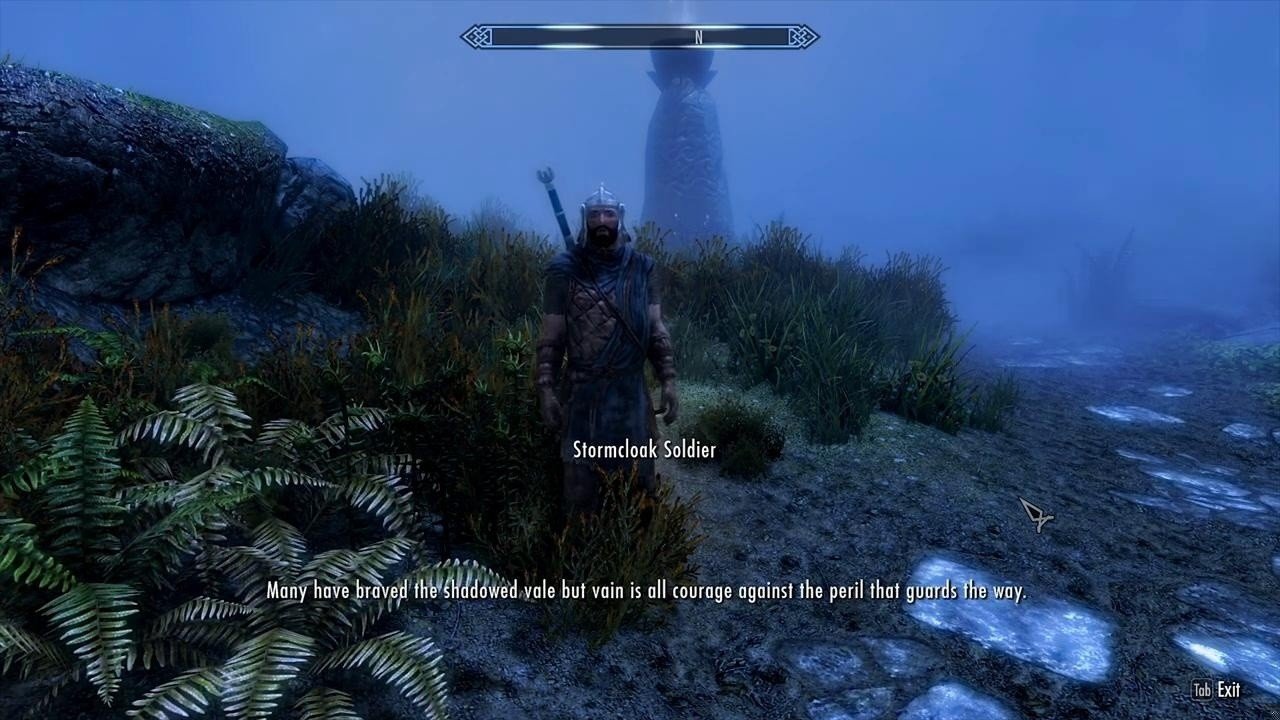 N
Stormcloak Soldier
Many have braved the shadowed vale but vain is all courage against the peril that guards the way.
Tab Exit